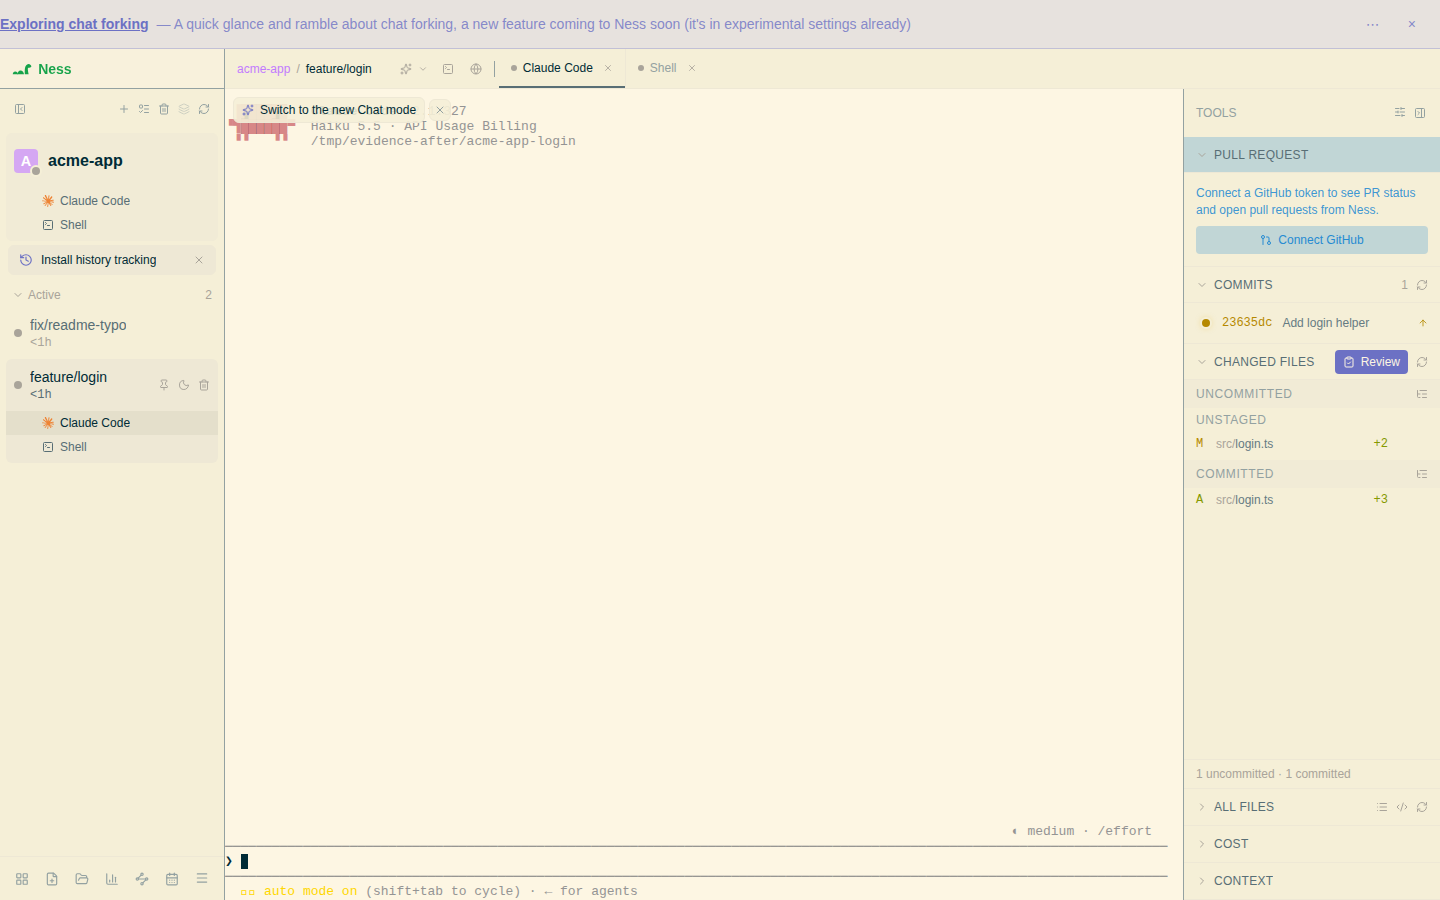 Exploring chat forking — A quick glance and ramble about chat forking, a new feature coming to Ness soon (it's in experimental settings already)
Ness
acme-app / feature/login
Claude Code
Shell
A acme-app
Claude Code
Shell
Install history tracking
Active 2
fix/readme-typo
<1h
feature/login
<1h
Claude Code
Shell
Switch to the new Chat mode
27
Haiku 5.5 · API Usage Billing
/tmp/evidence-after/acme-app-login
medium · /effort
❯
auto mode on (shift+tab to cycle) · ← for agents
TOOLS
PULL REQUEST
Connect a GitHub token to see PR status
and open pull requests from Ness.
Connect GitHub
COMMITS 1
23635dc Add login helper
CHANGED FILES Review
UNCOMMITTED
UNSTAGED
M src/login.ts +2
COMMITTED
A src/login.ts +3
1 uncommitted · 1 committed
ALL FILES
COST
CONTEXT